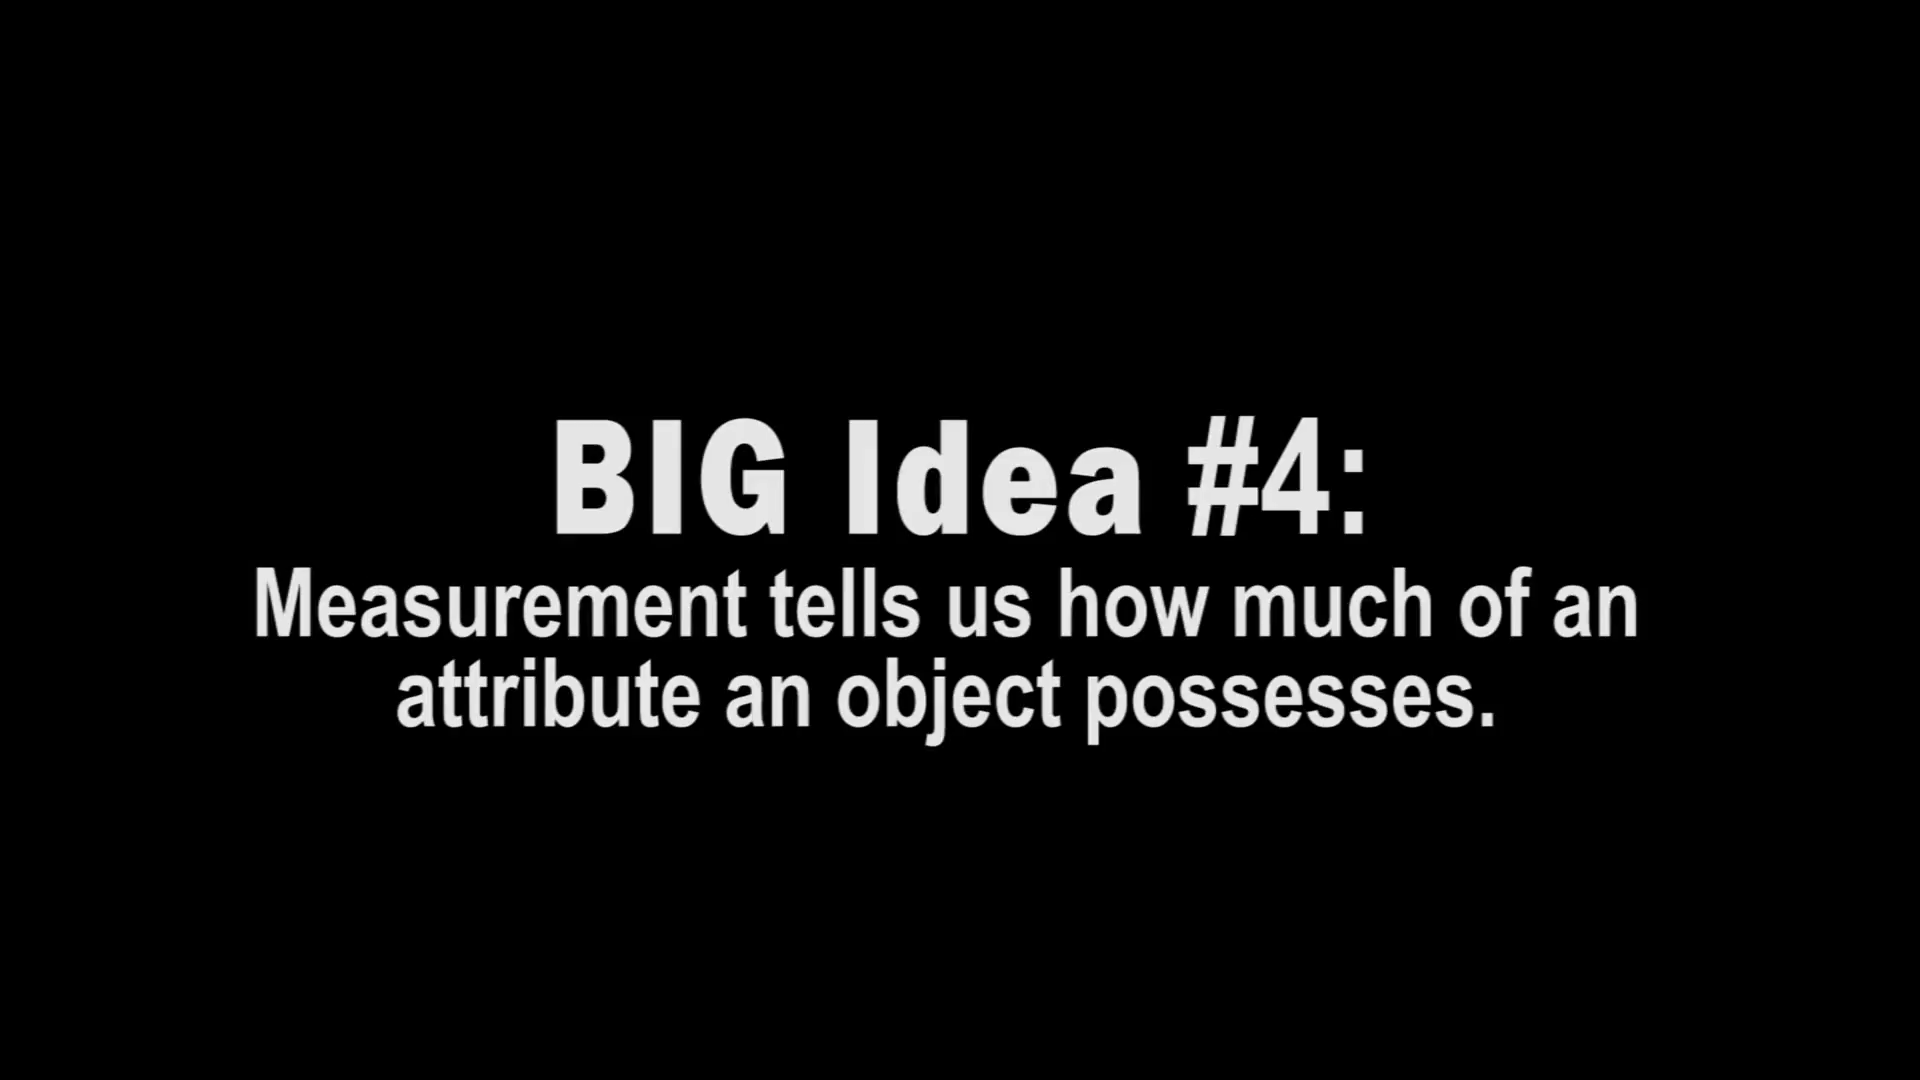 BIG Idea #4:
Measurement tells us how much of an
attribute an object possesses.